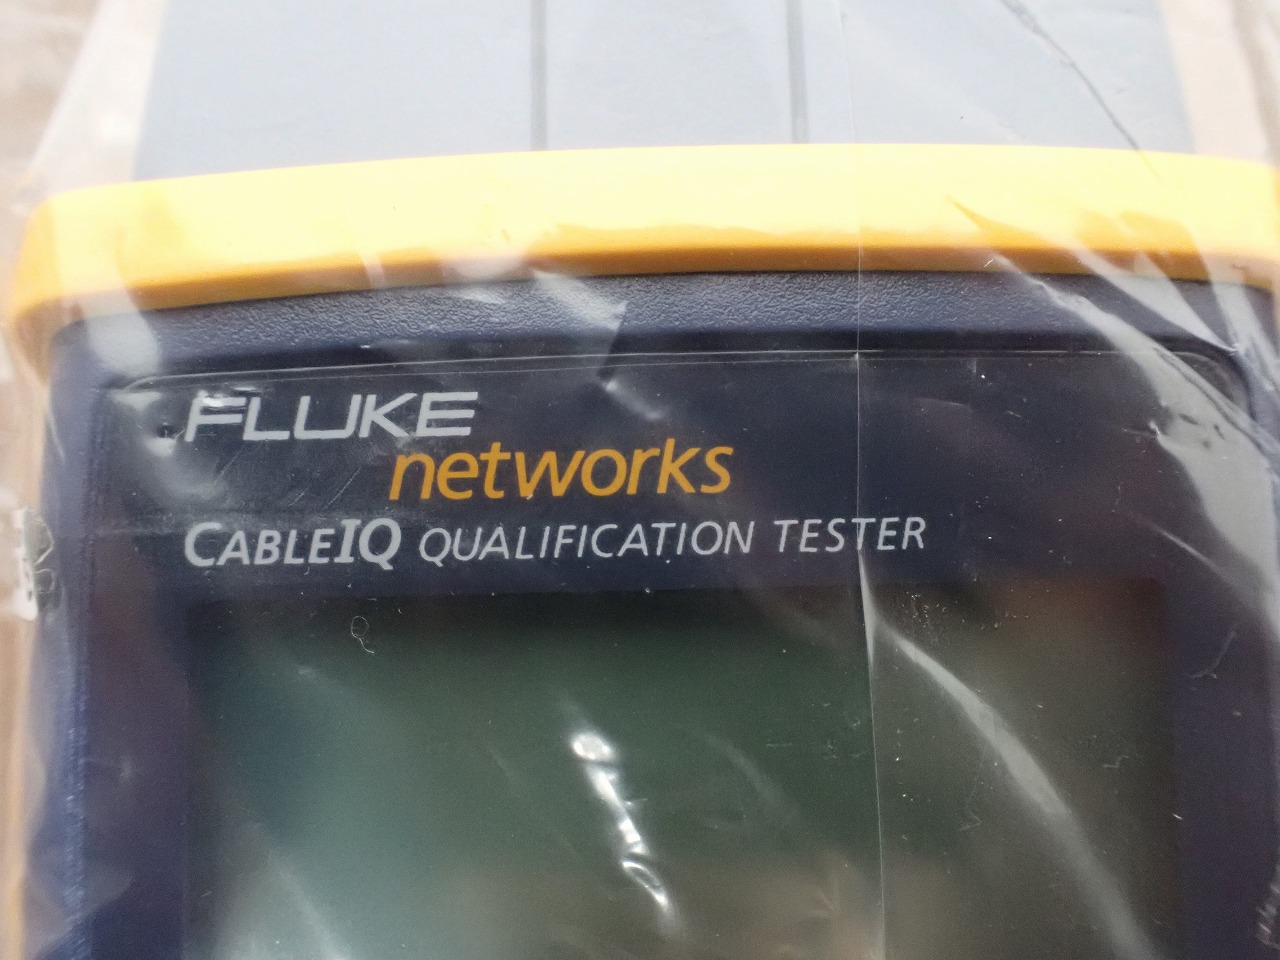 FLUKE
networks
CABLEIQ QUALIFICATION TESTER